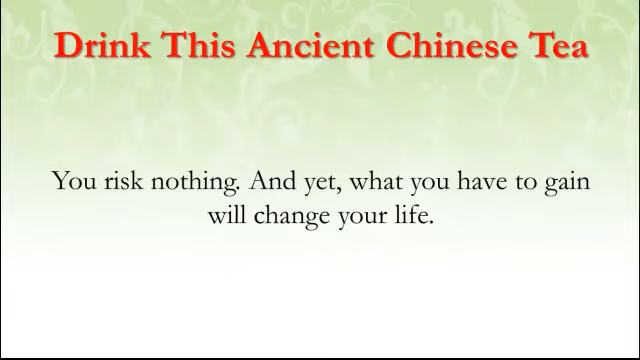 Drink This Ancient Chinese Tea
You risk nothing. And yet, what you have to gain
will change your life.